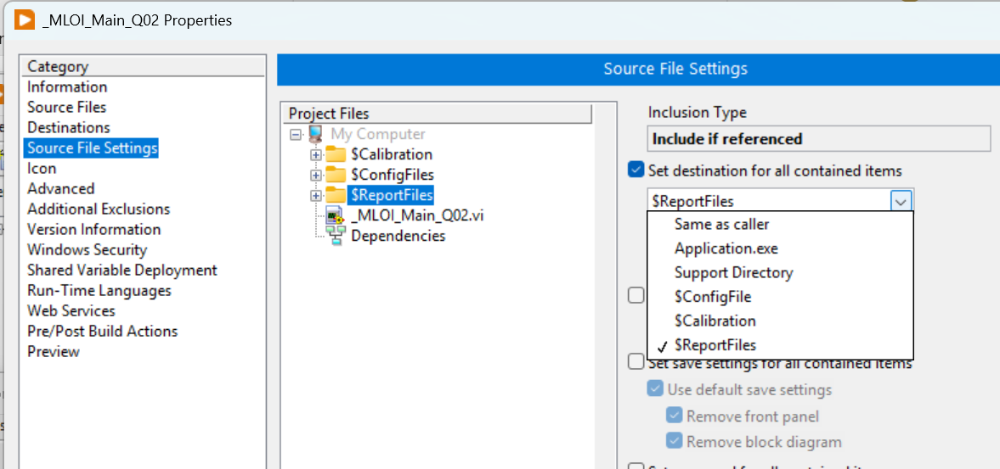 _MLOI_Main_Q02 Properties
Category
Information
Source Files
Destinations
Source File Settings
Icon
Advanced
Additional Exclusions
Version Information
Windows Security
Shared Variable Deployment
Run-Time Languages
Web Services
Pre/Post Build Actions
Preview
Source File Settings
Project Files
My Computer
$Calibration
$ConfigFiles
$ReportFiles
_MLOI_Main_Q02.vi
Dependencies
Inclusion Type
Include if referenced
Set destination for all contained items
$ReportFiles
Same as caller
Application.exe
Support Directory
$ConfigFile
$Calibration
$ReportFiles
Set save settings for all contained items
Use default save settings
Remove front panel
Remove block diagram